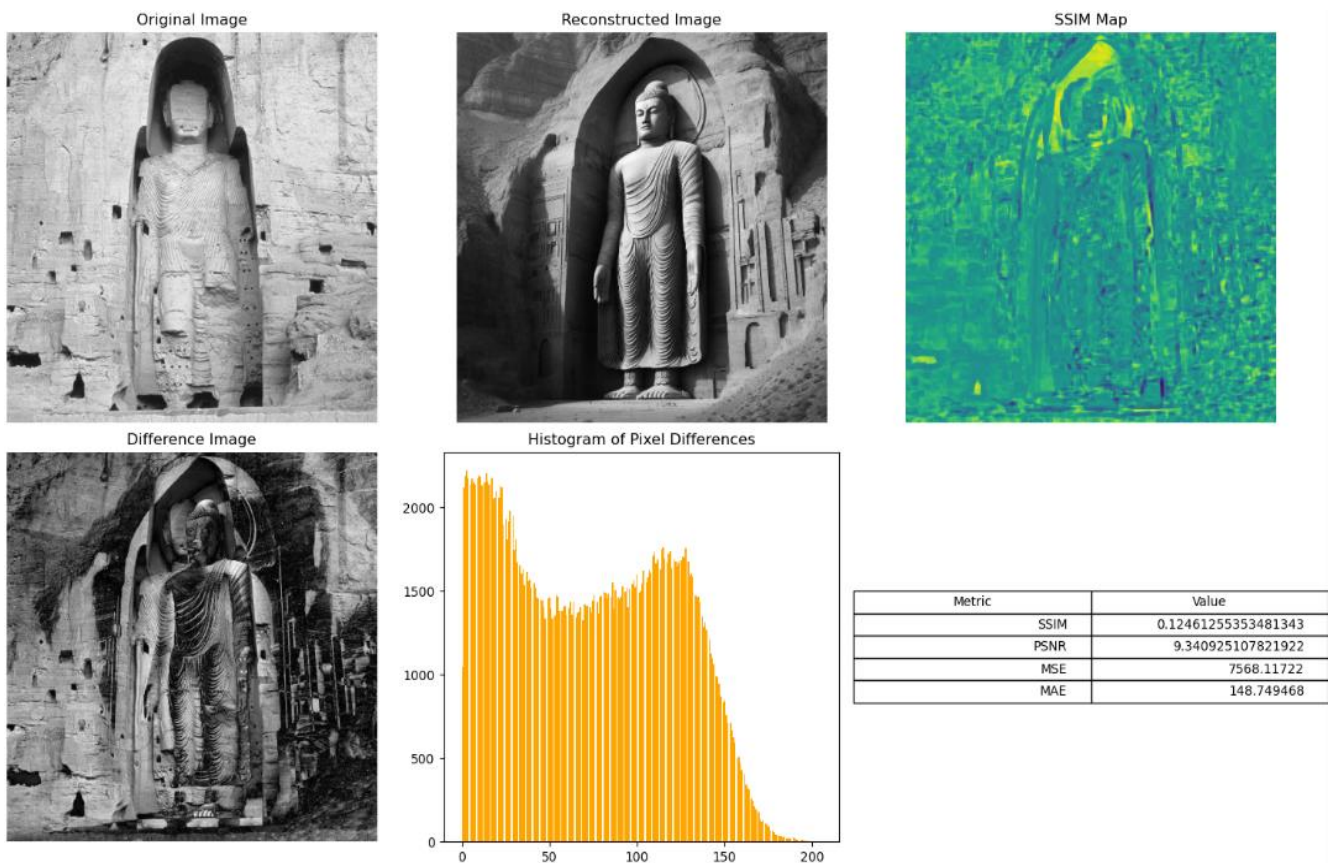 Original Image
Reconstructed Image
SSIM Map
Difference Image
Histogram of Pixel Differences
2000
1500
1000
500
0
0 50 100 150 200
Metric Value
SSIM 0.12461255353481343
PSNR 9.340925107821922
MSE 7568.11722
MAE 148.749468